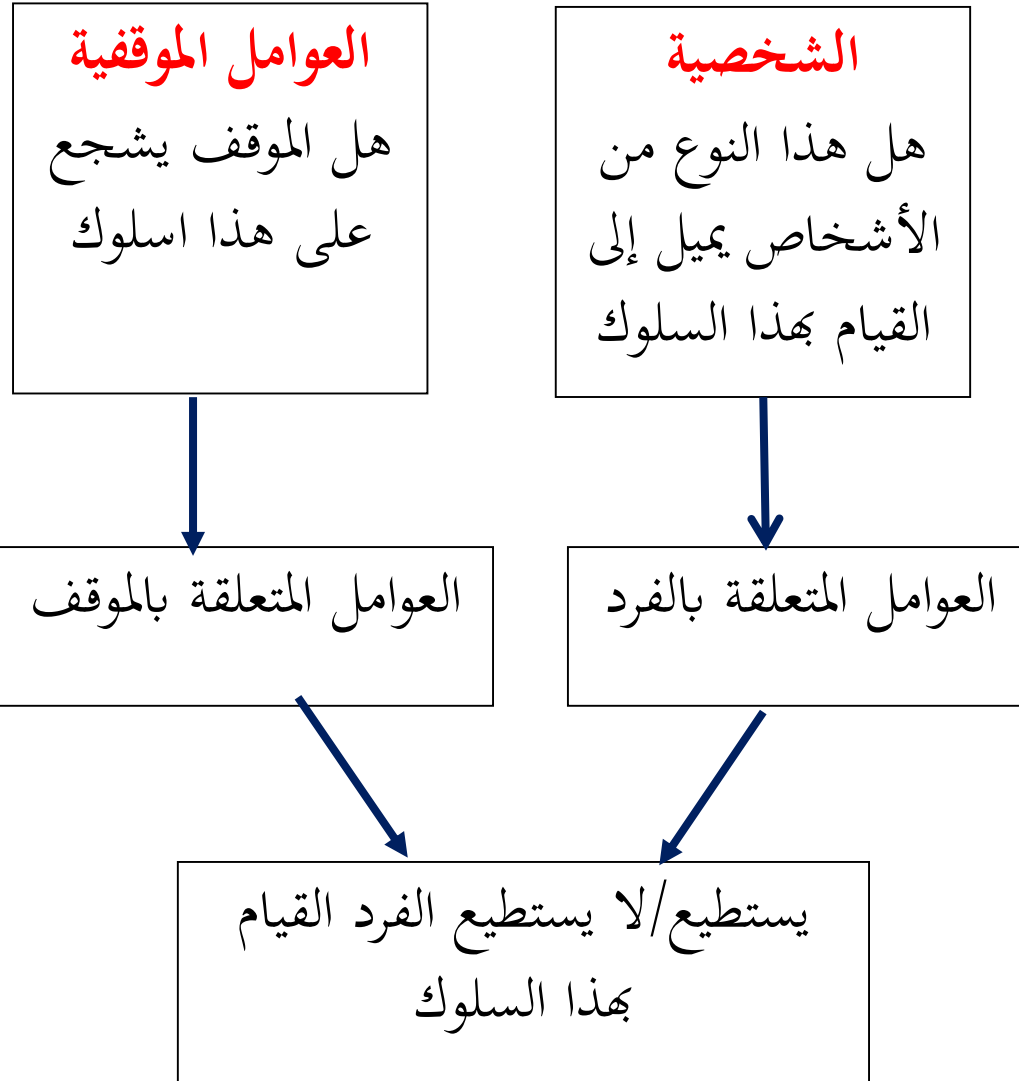 الشخصية
هل هذا النوع من
الأشخاص يميل إلى
القيام بهذا السلوك
العوامل الموقفية
هل الموقف يشجع
على هذا اسلوك
العوامل المتعلقة بالفرد
العوامل المتعلقة بالموقف
يستطيع/لا يستطيع الفرد القيام
بهذا السلوك